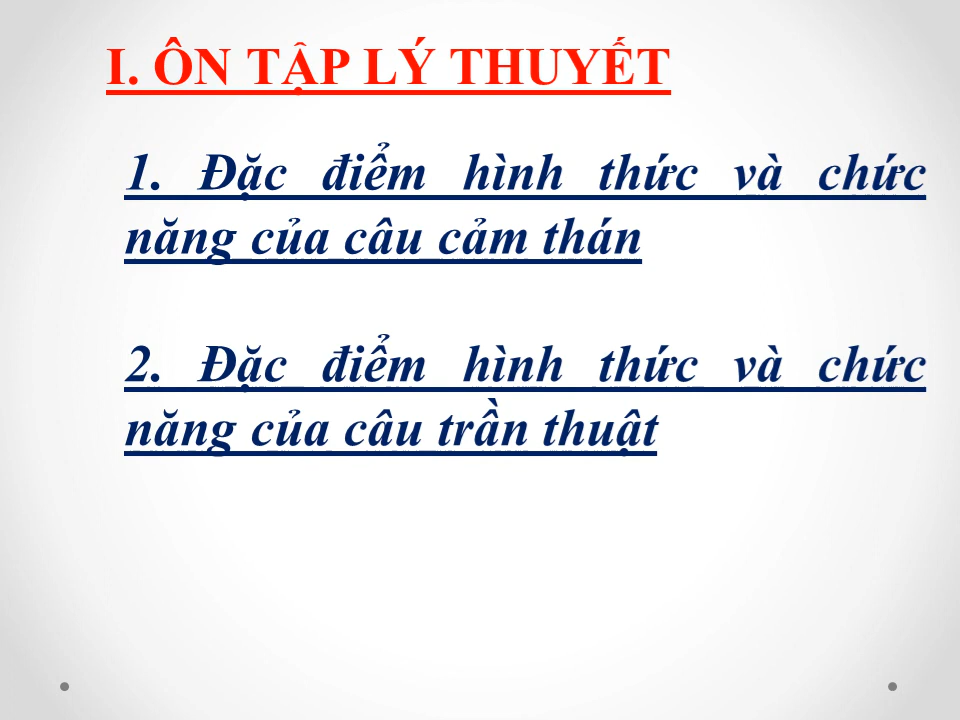 I. ÔN TẬP LÝ THUYẾT
1. Đặc điểm hình thức và chức
năng của câu cảm thán
2. Đặc điểm hình thức và chức
năng của câu trần thuật